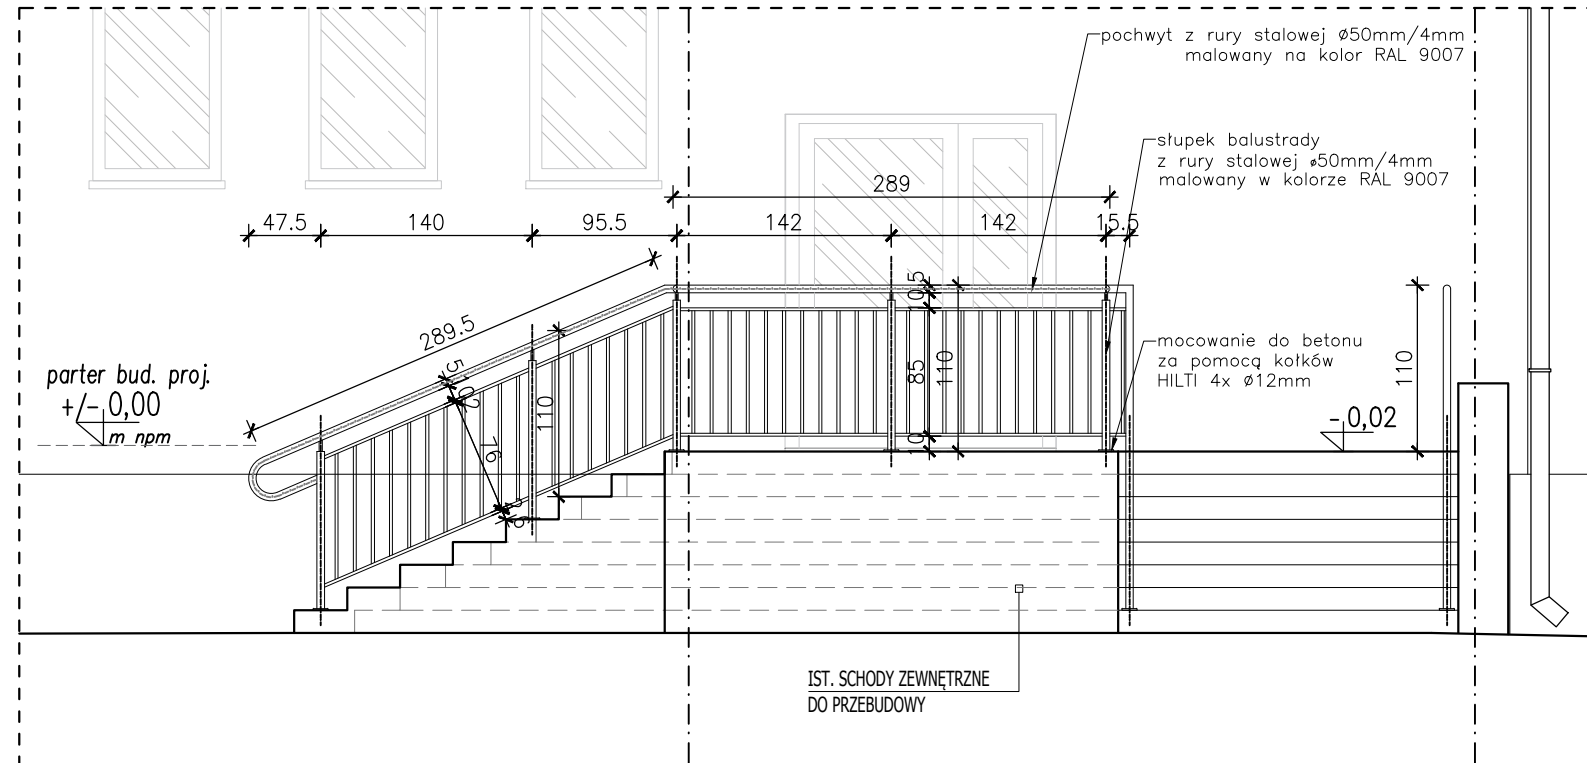 pochwyt z rury stalowej ø50mm/4mm
malowany na kolor RAL 9007
słupek balustrady
z rury stalowej ø50mm/4mm
malowany w kolorze RAL 9007
289
47.5
140
95.5
142
142
15.5
289.5
5
10
85
110
10
5
110
76
110
mocowanie do betonu
za pomocą kołków
HILTI 4x ø12mm
parter bud. proj.
+/- 0,00
m npm
-0,02
IST. SCHODY ZEWNĘTRZNE
DO PRZEBUDOWY